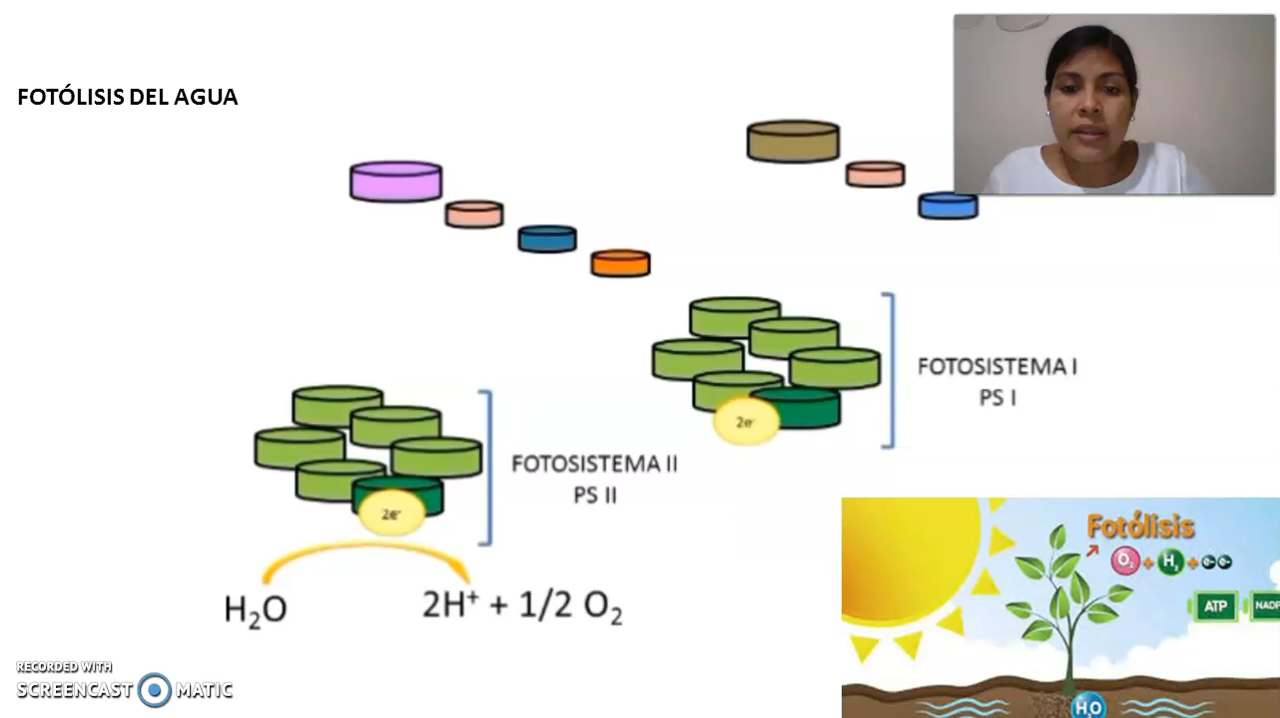 FOTÓLISIS DEL AGUA
FOTOSISTEMA I
PS I
2e-
FOTOSISTEMA II
PS II
2e-
H₂O
2H⁺ + 1/2 O₂
Fotólisis
O₂ + H₂ + e- e-
ATP
H₂O
RECORDED WITH
SCREENCAST MATIC